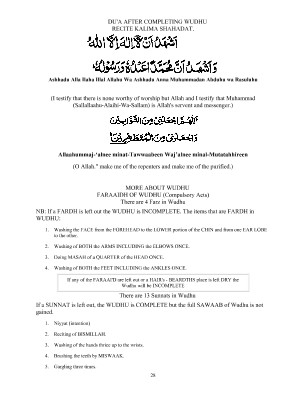 DU'A AFTER COMPLETING WUDHU
RECITE KALIMA SHAHADAT.
اَشْهَدُ اَنْ لَّا اِلٰهَ اِلَّا اللهُ
وَاَشْهَدُ اَنَّ مُحَمَّدًا عَبْدُهٗ وَرَسُوْلُهٗ
Ashhadu Alla Ilaha Illal Allahu Wa Ashhadu Anna Muhammadan Abduhu wa Rasuluhu
(I testify that there is none worthy of worship but Allah and I testify that Muhammad
(Sallallaahu-Alaihi-Wa-Sallam) is Allah's servant and messenger.)
اَللّٰهُمَّ اجْعَلْنِىْ مِنَ التَّوَّابِيْنَ
وَاجْعَلْنِىْ مِنَ الْمُتَطَهِّرِيْنَ
Allaahummaj-'alnee minat-Tawwaabeen Waj'alnee minal-Mutatahhireen
(O Allah." make me of the repenters and make me of the purified.)
MORE ABOUT WUDHU
FARAAIDH OF WUDHU (Compulsory Acts)
There are 4 Farz in Wudhu
NB: If a FARDH is left out the WUDHU is INCOMPLETE. The items that are FARDH in
WUDHU:
1. Washing the FACE from the FOREHEAD to the LOWER portion of the CHIN and from one EAR LOBE
to the other.
2. Washing of BOTH the ARMS INCLUDING the ELBOWS ONCE.
3. Doing MASAH of a QUARTER of the HEAD ONCE.
4. Washing of BOTH the FEET INCLUDING the ANKLES ONCE.
If any of the FARAAID are left out or a HAIR's - BREADTHS place is left DRY the
Wudhu will be INCOMPLETE
There are 13 Sunnats in Wudhu
If a SUNNAT is left out, the WUDHU is COMPLETE but the full SAWAAB of Wudhu is not
gained.
1. Niyyat (intention)
2. Reciting of BISMILLAH.
3. Washing of the hands thrice up to the wrists.
4. Brushing the teeth by MISWAAK.
5. Gargling three times.
28